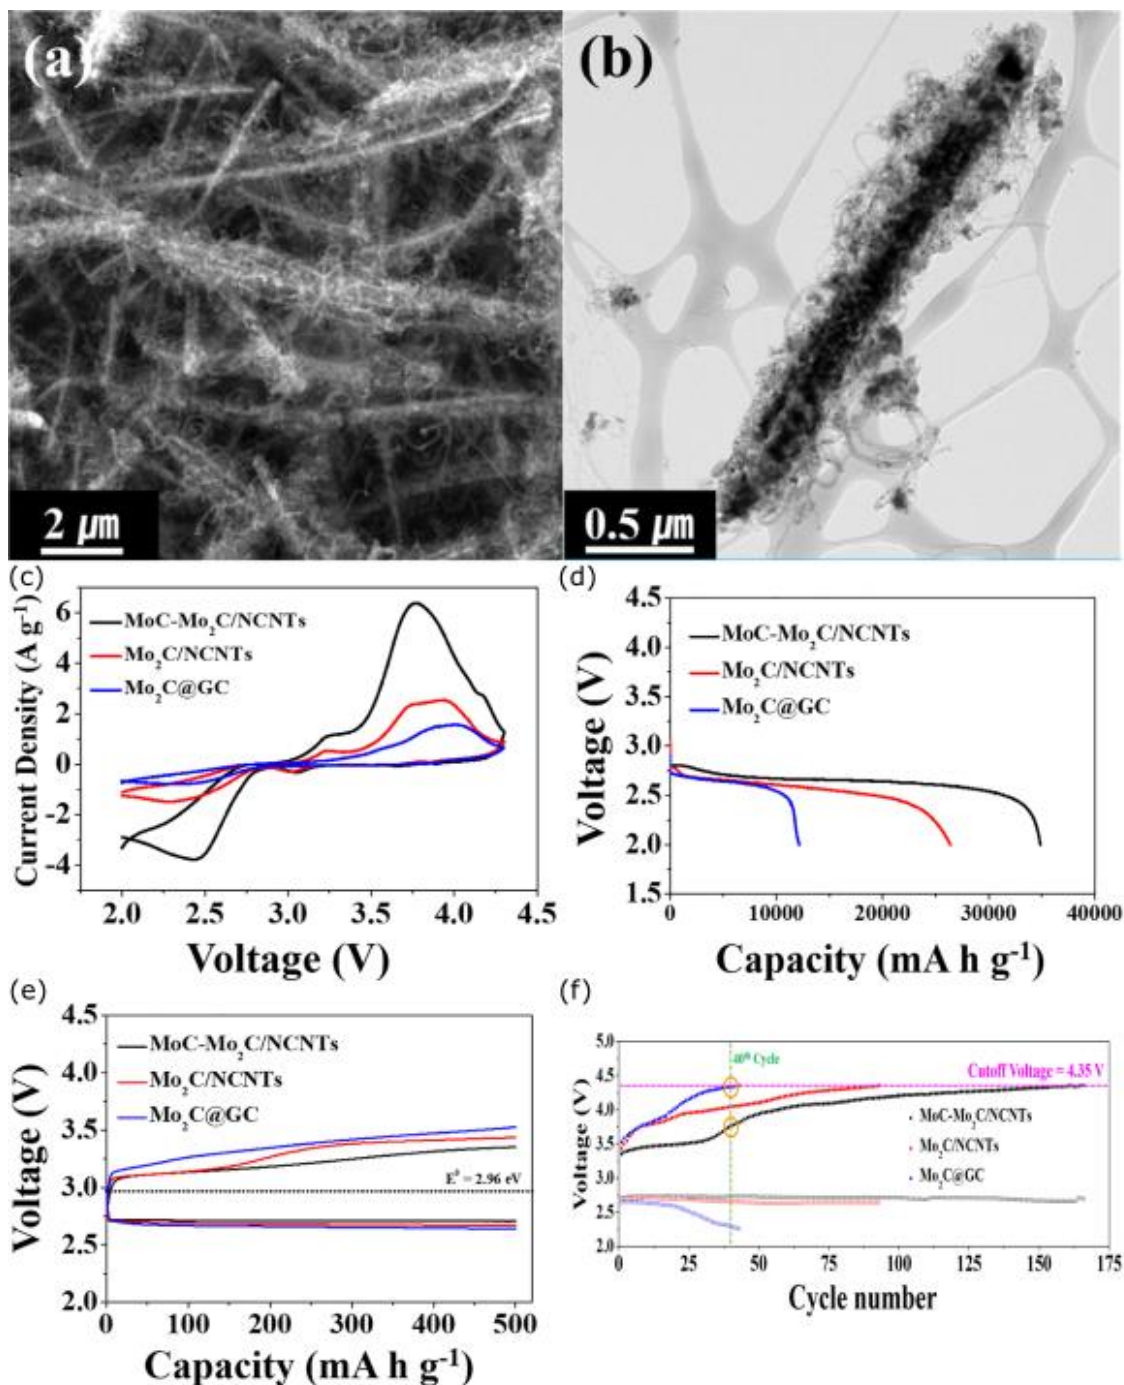 (a)
2 μm
(b)
0.5 μm
(c)
Current Density (A g⁻¹)
6
4
2
0
-2
-4
MoC-Mo₂C/NCNTs
Mo₂C/NCNTs
Mo₂C@GC
2.0 2.5 3.0 3.5 4.0 4.5
Voltage (V)
(d)
Voltage (V)
4.5
4.0
3.5
3.0
2.5
2.0
1.5
MoC-Mo₂C/NCNTs
Mo₂C/NCNTs
Mo₂C@GC
0 10000 20000 30000 40000
Capacity (mA h g⁻¹)
(e)
Voltage (V)
4.5
4.0
3.5
3.0
2.5
2.0
MoC-Mo₂C/NCNTs
Mo₂C/NCNTs
Mo₂C@GC
E⁰ = 2.96 eV
0 100 200 300 400 500
Capacity (mA h g⁻¹)
(f)
Voltage (V)
5.0
4.5
4.0
3.5
3.0
2.5
2.0
40ᵗʰ Cycle
Cutoff Voltage = 4.35 V
MoC-Mo₂C/NCNTs
Mo₂C/NCNTs
Mo₂C@GC
0 25 50 75 100 125 150 175
Cycle number